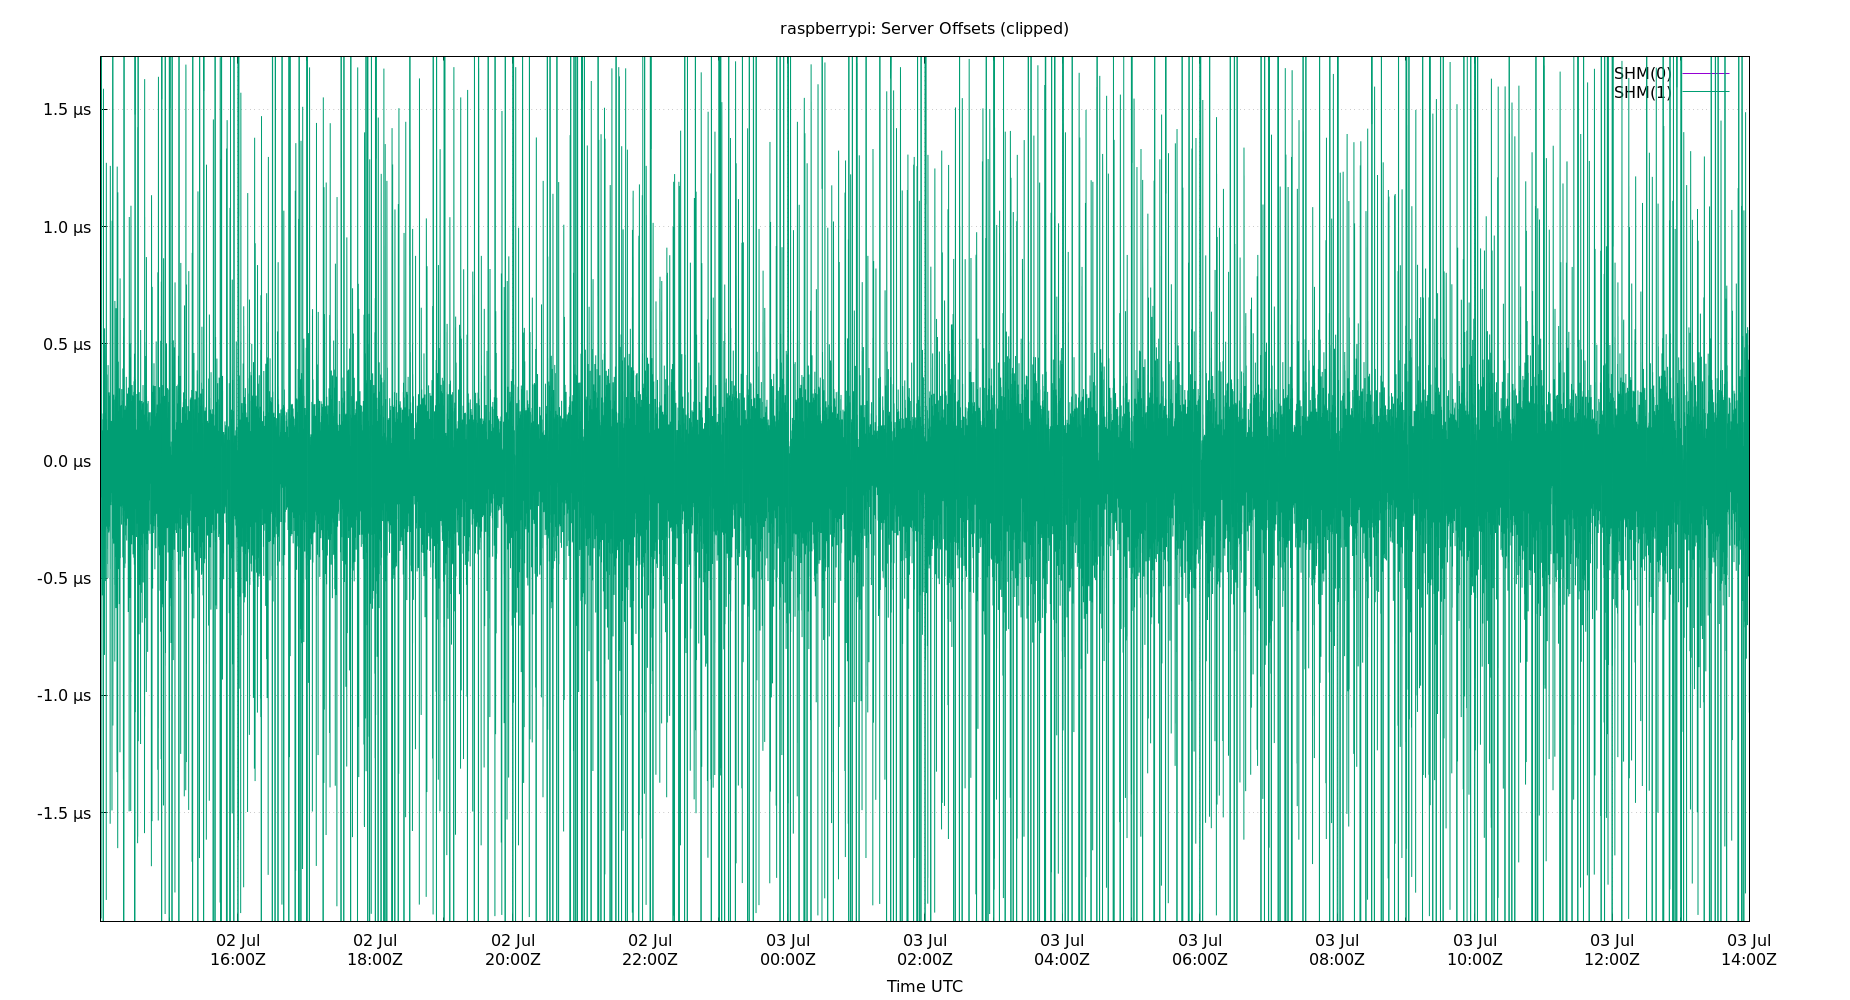 raspberrypi: Server Offsets (clipped)
SHM(0)
SHM(1)
1.5 µs
1.0 µs
0.5 µs
0.0 µs
-0.5 µs
-1.0 µs
-1.5 µs
02 Jul 02 Jul 02 Jul 02 Jul 03 Jul 03 Jul 03 Jul 03 Jul 03 Jul 03 Jul 03 Jul 03 Jul
16:00Z 18:00Z 20:00Z 22:00Z 00:00Z 02:00Z 04:00Z 06:00Z 08:00Z 10:00Z 12:00Z 14:00Z
Time UTC